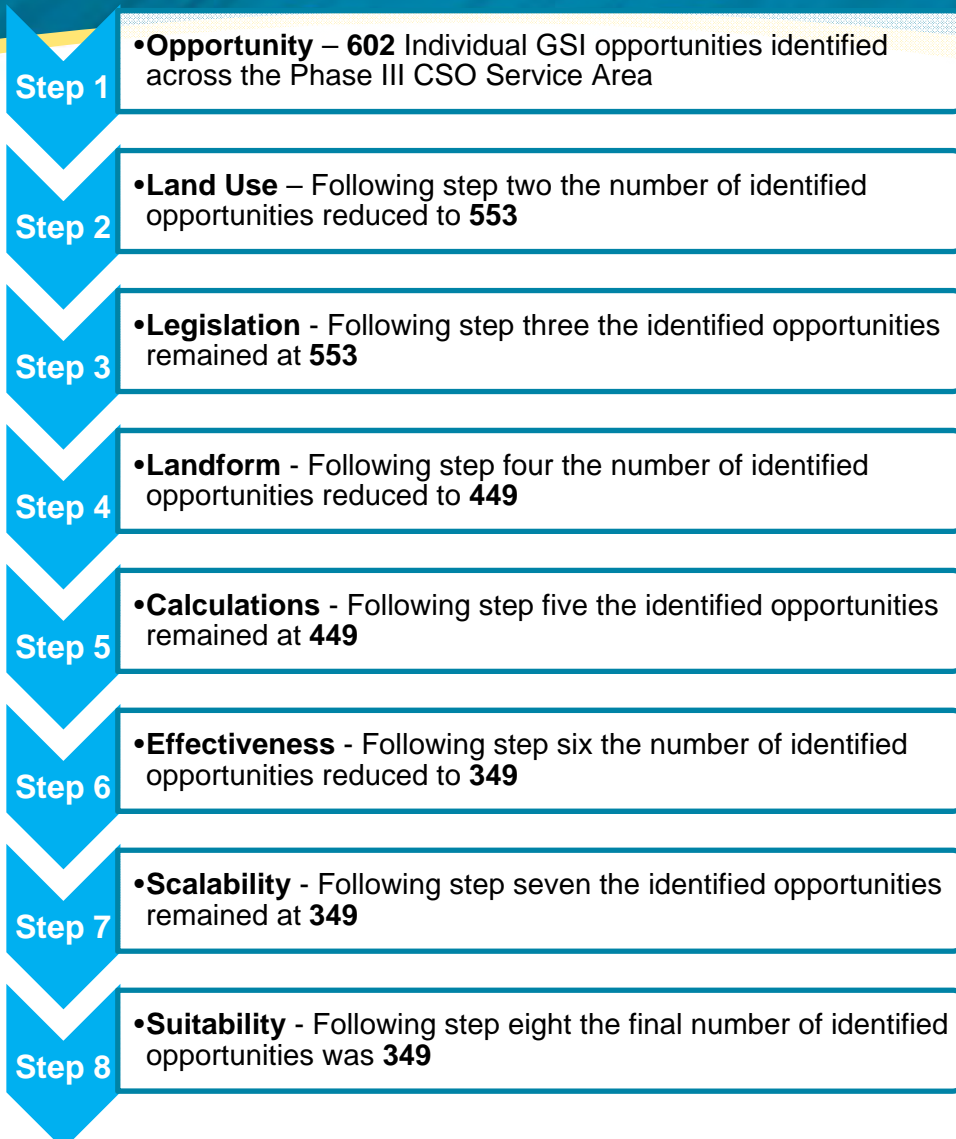 Step 1
•Opportunity – 602 Individual GSI opportunities identified
across the Phase III CSO Service Area
Step 2
•Land Use – Following step two the number of identified
opportunities reduced to 553
Step 3
•Legislation - Following step three the identified opportunities
remained at 553
Step 4
•Landform - Following step four the number of identified
opportunities reduced to 449
Step 5
•Calculations - Following step five the identified opportunities
remained at 449
Step 6
•Effectiveness - Following step six the number of identified
opportunities reduced to 349
Step 7
•Scalability - Following step seven the identified opportunities
remained at 349
Step 8
•Suitability - Following step eight the final number of identified
opportunities was 349